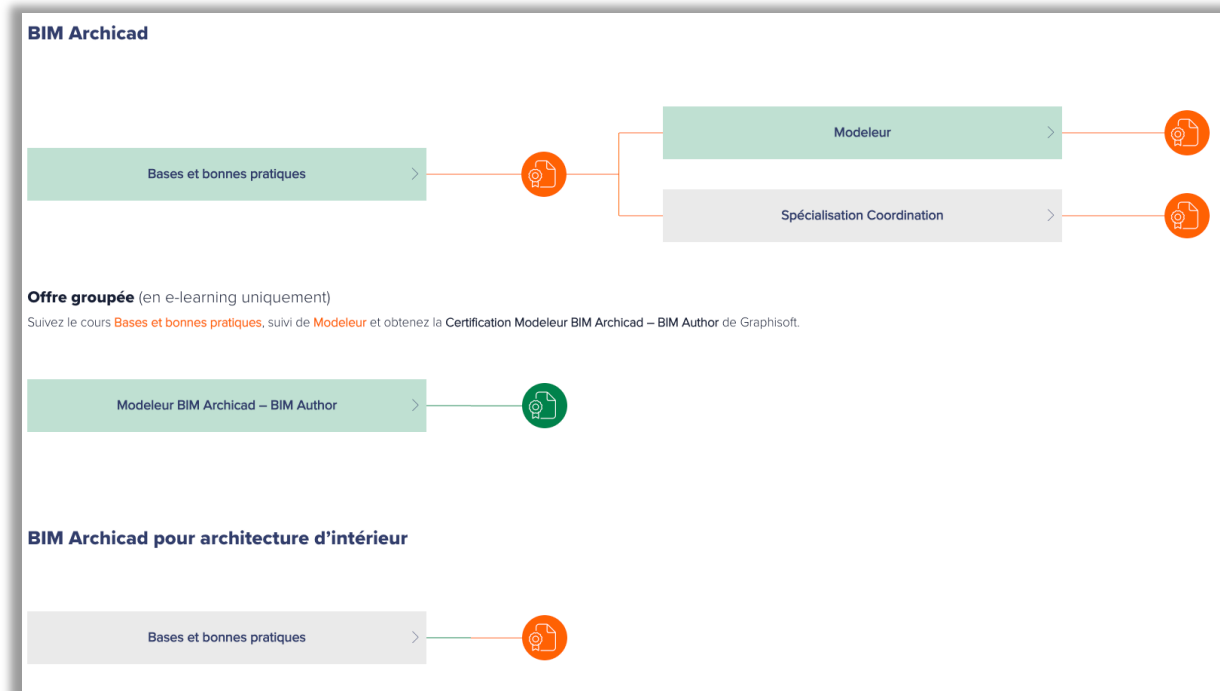 BIM Archicad
Modeleur
Bases et bonnes pratiques
Spécialisation Coordination
Offre groupée (en e-learning uniquement)
Suivez le cours Bases et bonnes pratiques, suivi de Modeleur et obtenez la Certification Modeleur BIM Archicad – BIM Author de Graphisoft.
Modeleur BIM Archicad – BIM Author
BIM Archicad pour architecture d’intérieur
Bases et bonnes pratiques